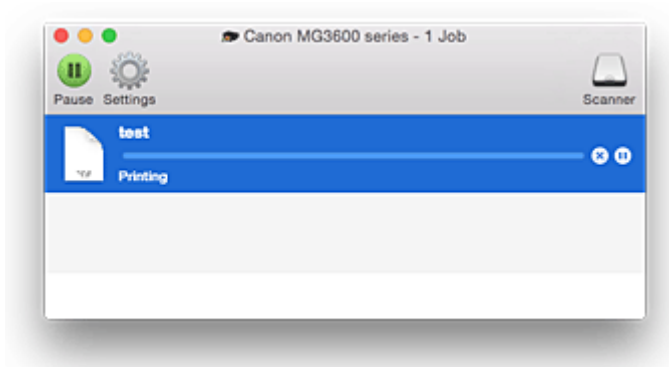 Canon MG3600 series - 1 Job
Pause Settings
Scanner
test
Printing